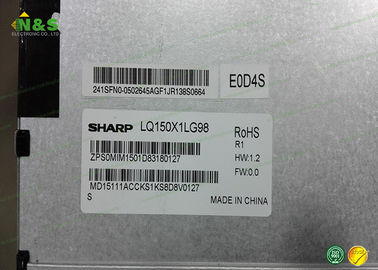 N&S
ELECTRONIC CO., LIMITED
241SFN0-0502645AGF1JR138S0664
E0D4S
SHARP LQ150X1LG98
RoHS
R1
ZPS0MIM1501D83180127
HW:1.2
FW:0.0
MD15111ACCKS1KS8D8V0127
S
MADE IN CHINA